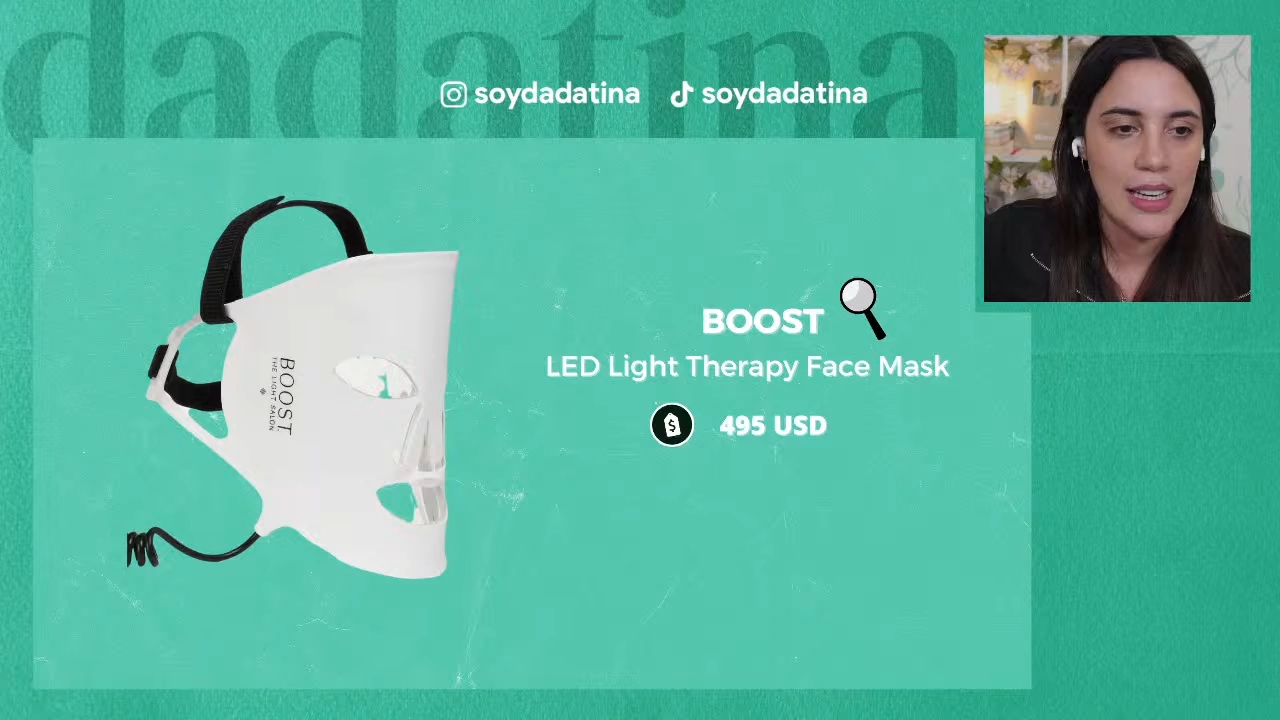 dadatina
soydadatina
soydadatina
BOOST
LED Light Therapy Face Mask
$ 495 USD
BOOST
THE LIGHT SALON